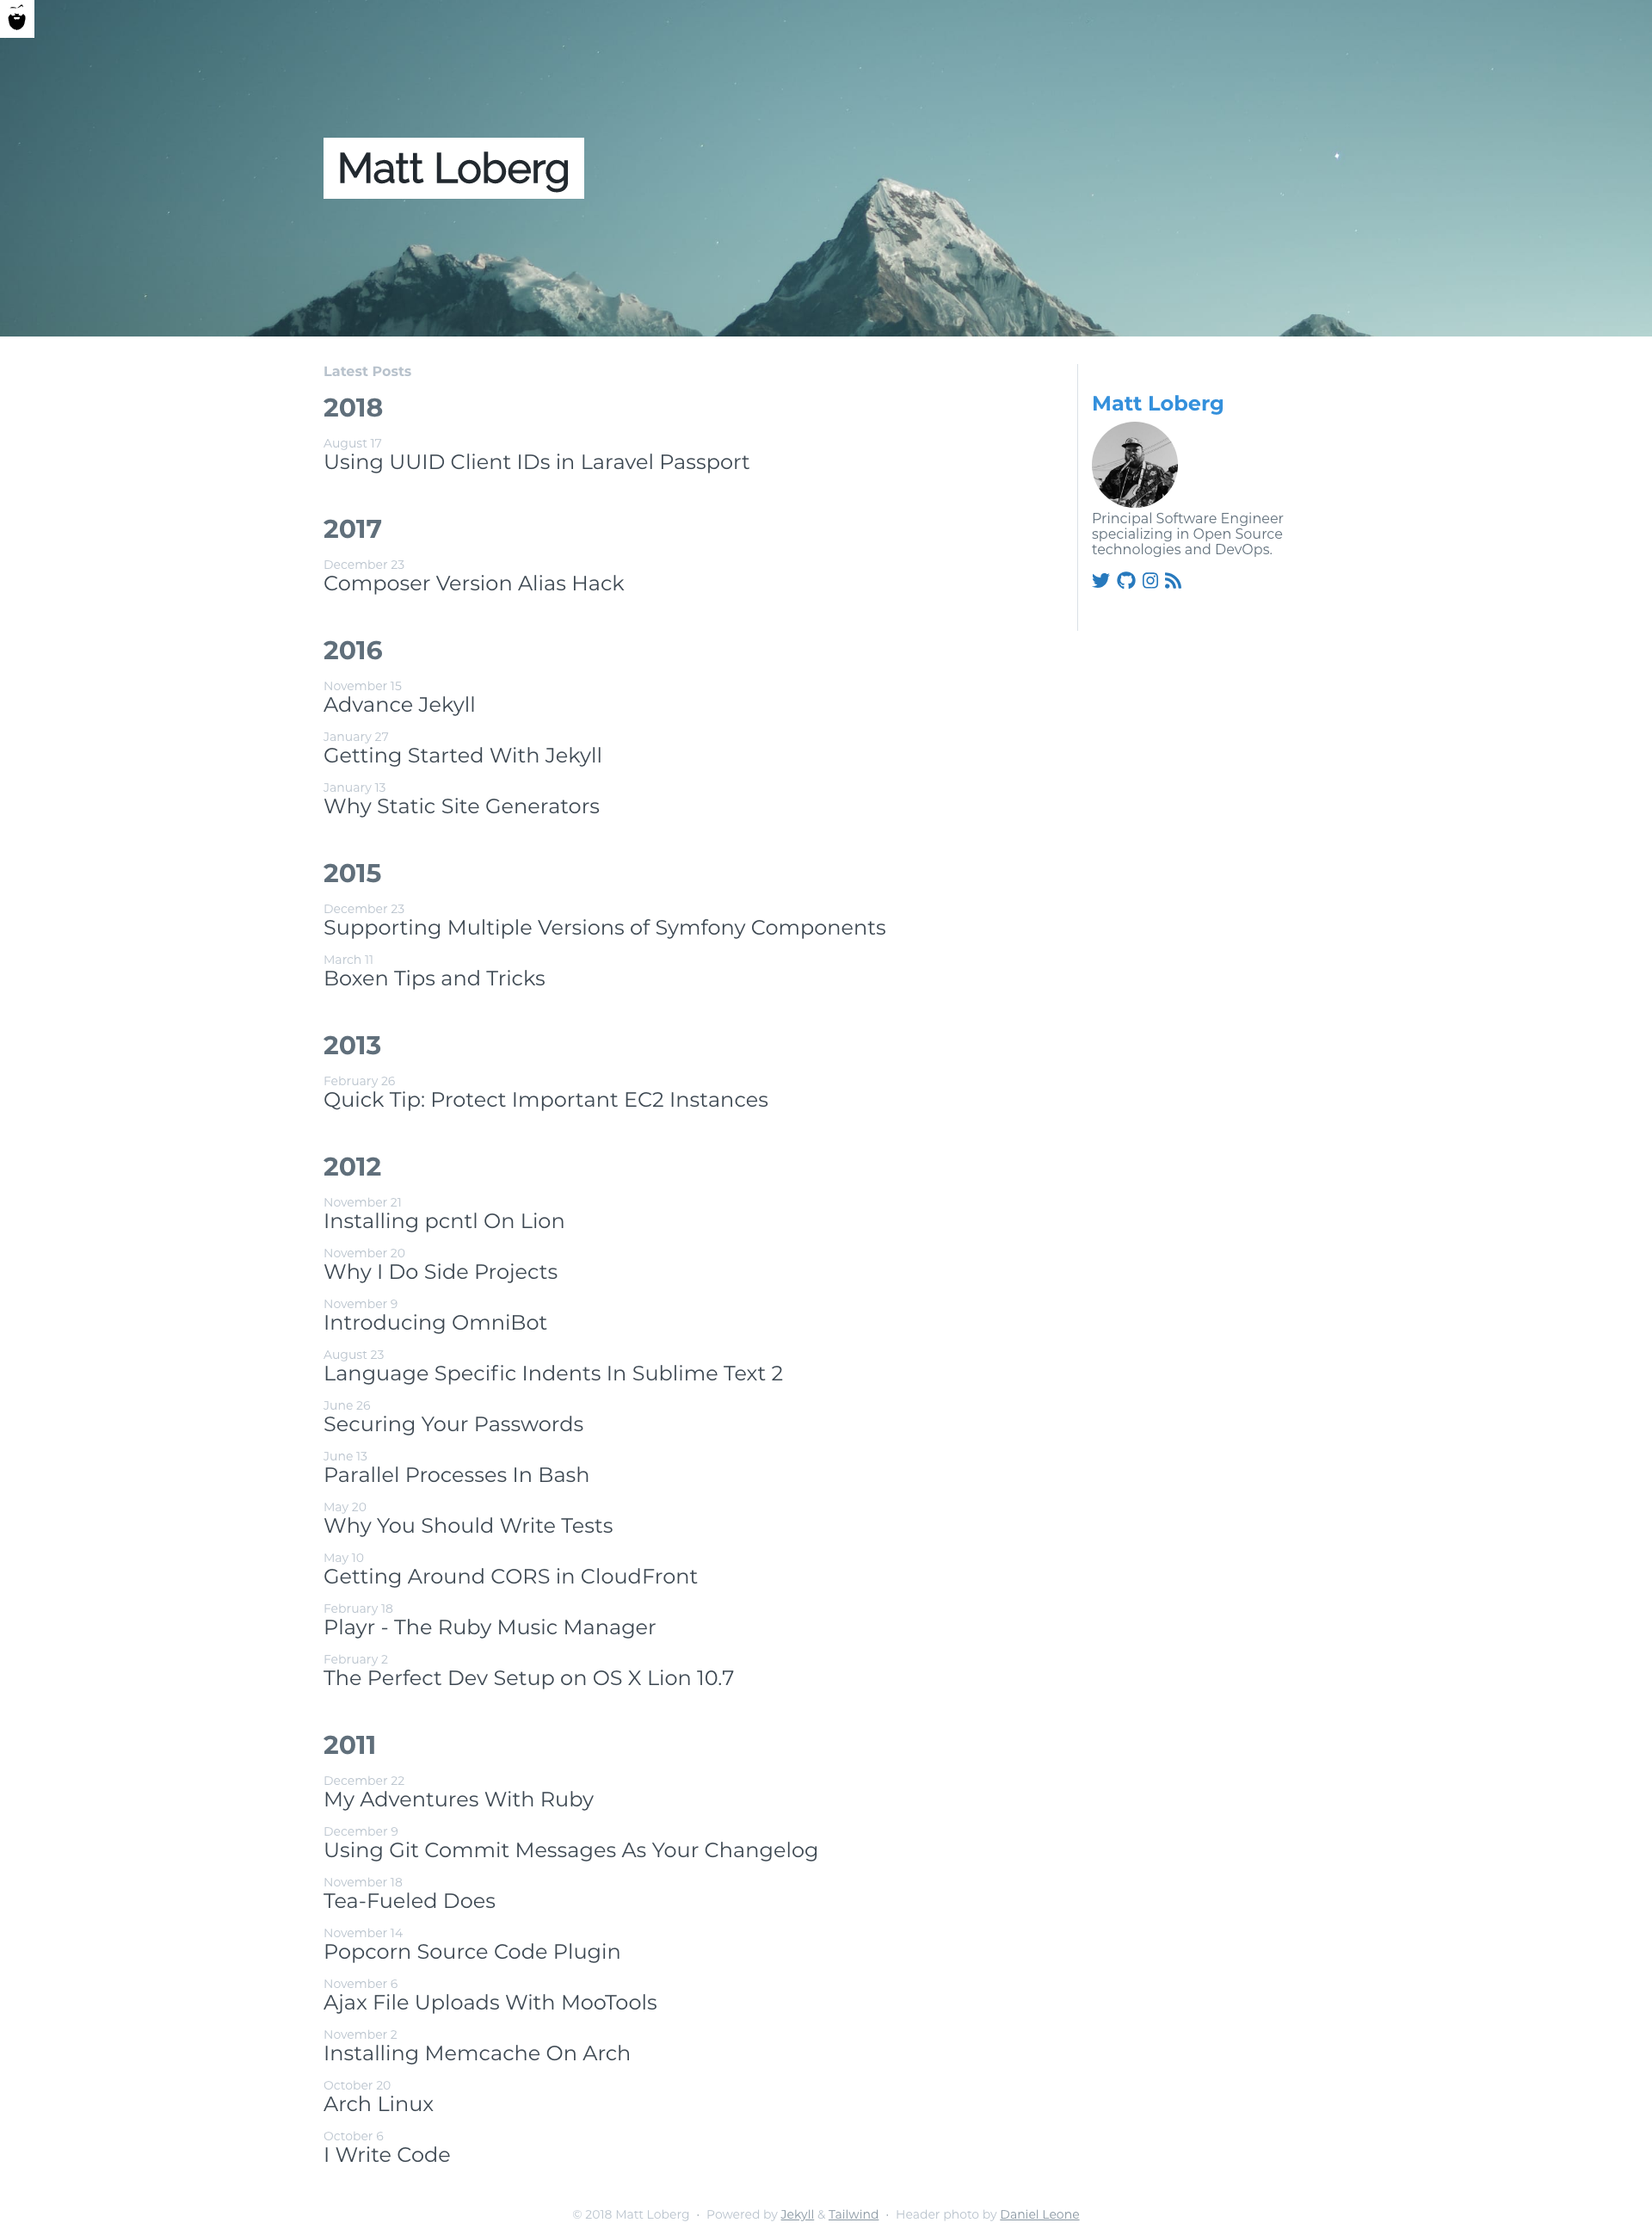 Matt Loberg
Latest Posts
2018
August 17
Using UUID Client IDs in Laravel Passport
2017
December 23
Composer Version Alias Hack
2016
November 15
Advance Jekyll
January 27
Getting Started With Jekyll
January 13
Why Static Site Generators
2015
December 23
Supporting Multiple Versions of Symfony Components
March 11
Boxen Tips and Tricks
2013
February 26
Quick Tip: Protect Important EC2 Instances
2012
November 21
Installing pcntl On Lion
November 20
Why I Do Side Projects
November 9
Introducing OmniBot
August 23
Language Specific Indents In Sublime Text 2
June 26
Securing Your Passwords
June 13
Parallel Processes In Bash
May 20
Why You Should Write Tests
May 10
Getting Around CORS in CloudFront
February 18
Playr - The Ruby Music Manager
February 2
The Perfect Dev Setup on OS X Lion 10.7
2011
December 22
My Adventures With Ruby
December 9
Using Git Commit Messages As Your Changelog
November 18
Tea-Fueled Does
November 14
Popcorn Source Code Plugin
November 6
Ajax File Uploads With MooTools
November 2
Installing Memcache On Arch
October 20
Arch Linux
October 6
I Write Code
Matt Loberg
Principal Software Engineer
specializing in Open Source
technologies and DevOps.
© 2018 Matt Loberg • Powered by Jekyll & Tailwind • Header photo by Daniel Leone